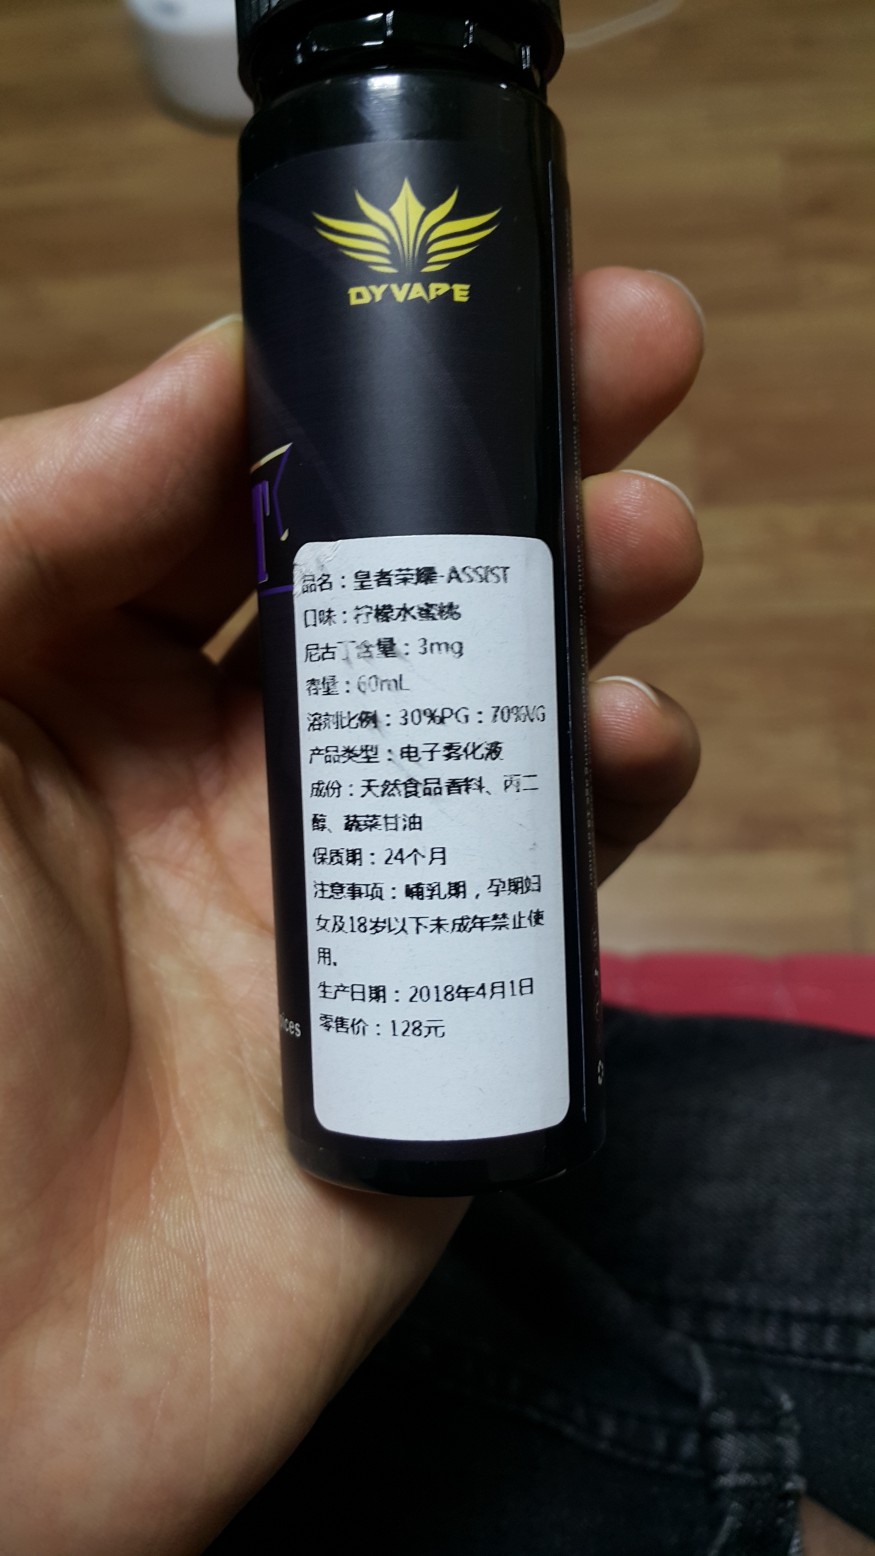 DYVAPE
T
品名：皇者荣耀-ASSIST
口味：柠檬水蜜桃
尼古丁含量：3mg
容量：60mL
溶剂比例：30%PG：70%VG
产品类型：电子雾化液
成份：天然食品香料、丙二
醇、蔬菜甘油
保质期：24个月
注意事项：哺乳期，孕期妇
女及18岁以下未成年禁止使
用。
生产日期：2018年4月1日
零售价：128元